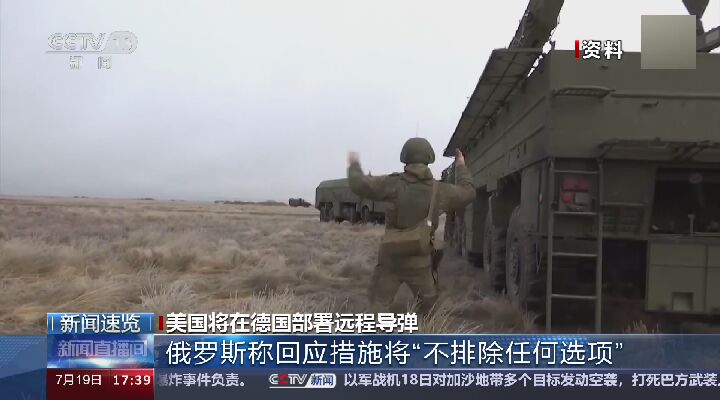 CCTV 13
新 闻
资料
新闻速览
美国将在德国部署远程导弹
新闻直播间
俄罗斯称回应措施将“不排除任何选项”
7月19日 17:39
爆炸事件负责。 CCTV 新闻 以军战机18日对加沙地带多个目标发动空袭，打死巴方武装人